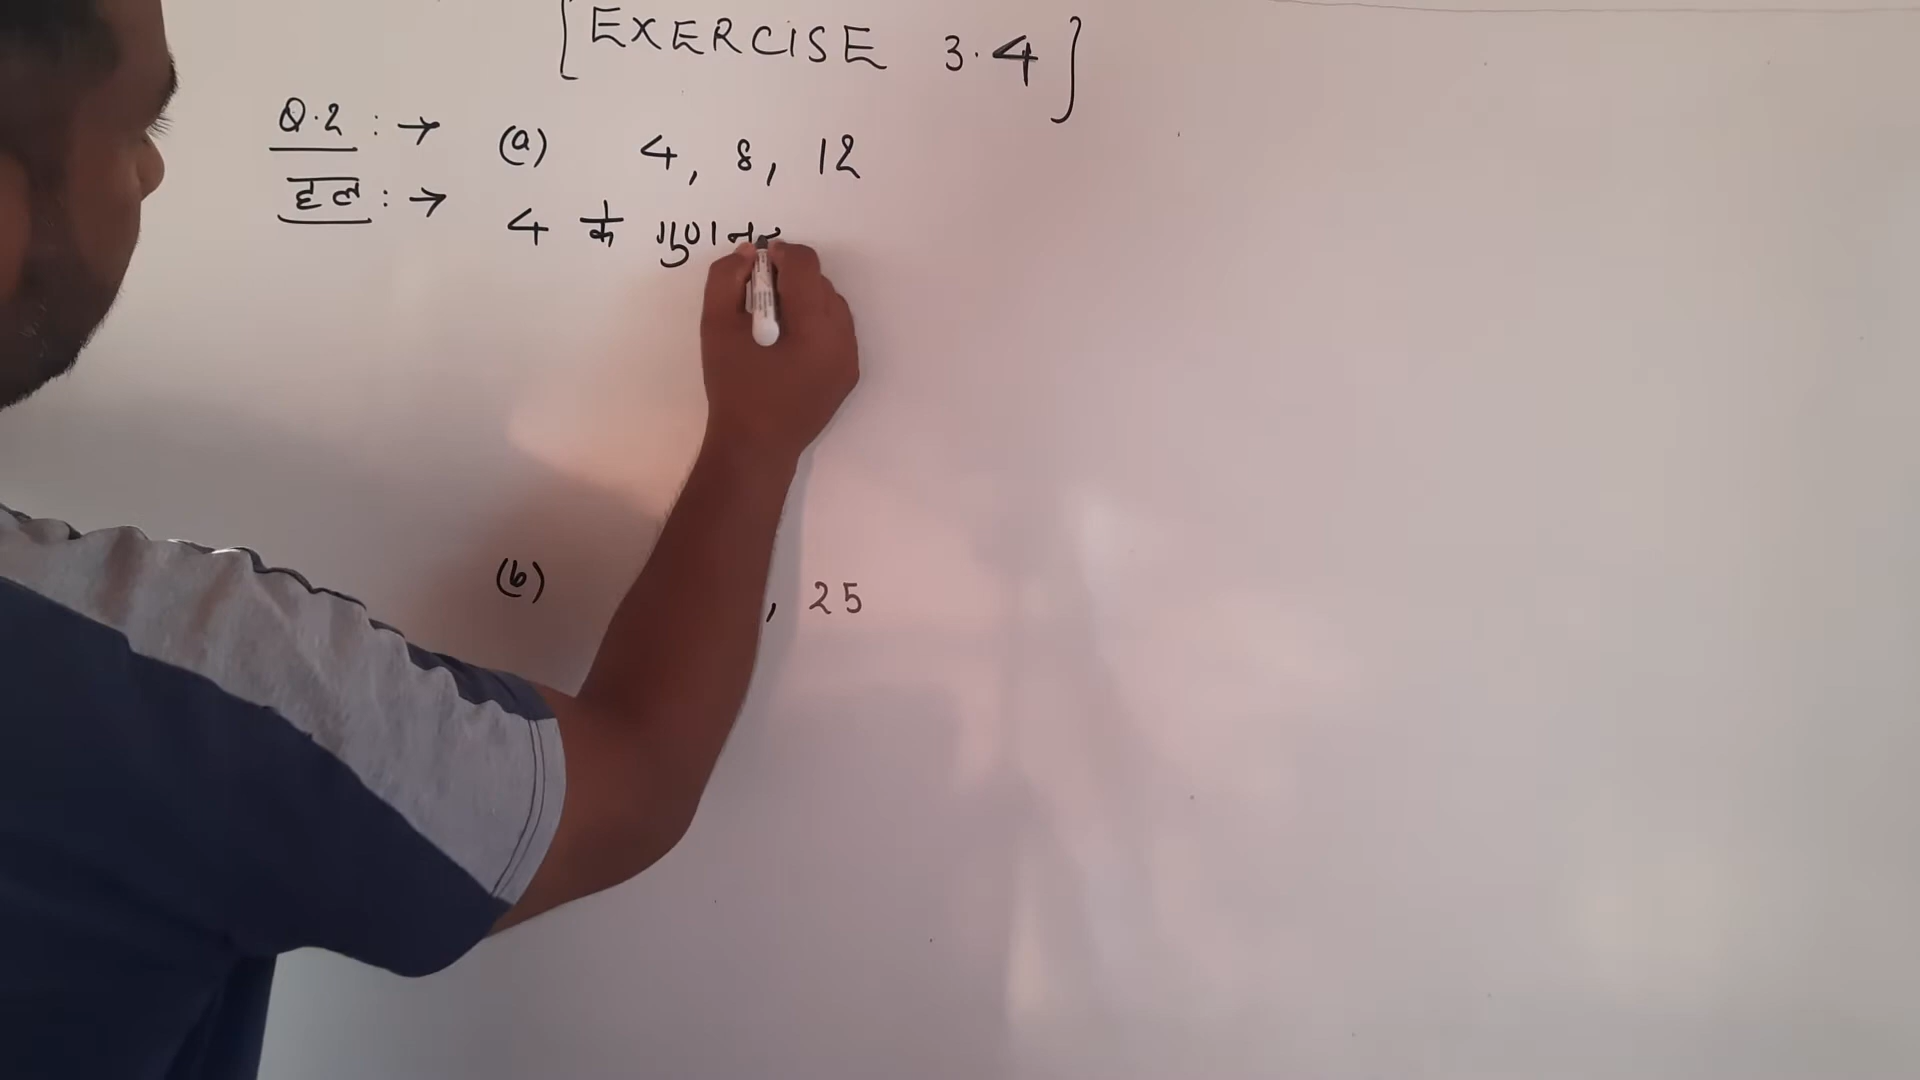 [EXERCISE 3.4]
Q.2 :→ (a) 4, 8, 12
हल :→ 4 के गुणन
(b) , 25